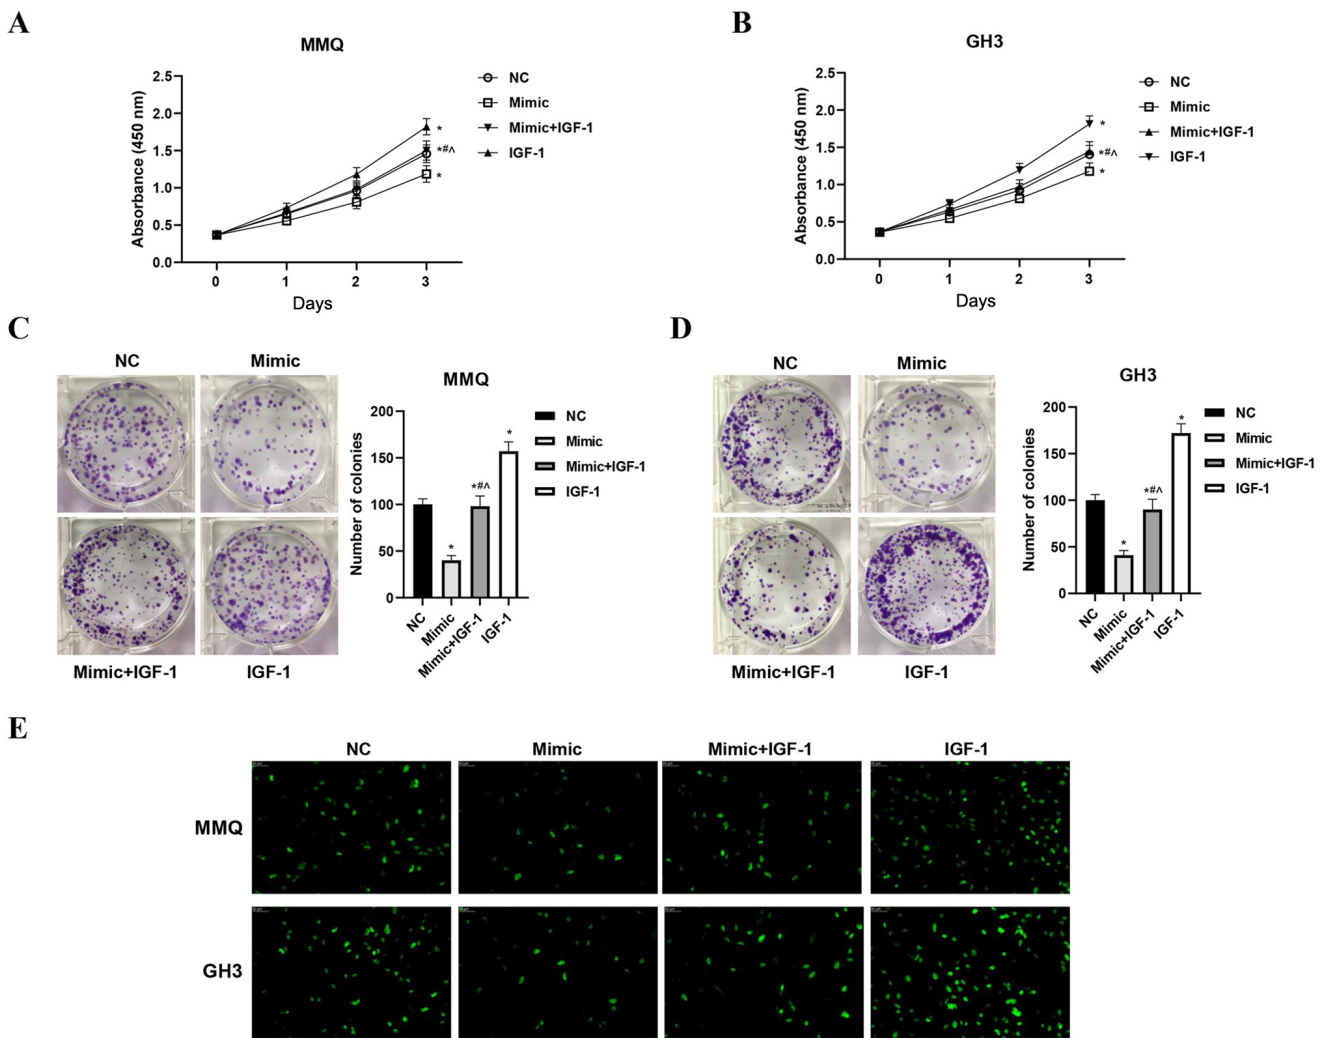 A
MMQ
Absorbance (450 nm)
2.5
2.0
1.5
1.0
0.5
0.0
0 1 2 3
Days
NC
Mimic
Mimic+IGF-1
IGF-1
*
*#^
*
B
GH3
Absorbance (450 nm)
2.5
2.0
1.5
1.0
0.5
0.0
0 1 2 3
Days
NC
Mimic
Mimic+IGF-1
IGF-1
*
*#^
*
C
NC Mimic
Mimic+IGF-1 IGF-1
MMQ
Number of colonies
200
150
100
50
0
*
*#^
*
NC Mimic Mimic+IGF-1 IGF-1
NC
Mimic
Mimic+IGF-1
IGF-1
D
NC Mimic
Mimic+IGF-1 IGF-1
GH3
Number of colonies
200
150
100
50
0
*
*#^
*
NC Mimic Mimic+IGF-1 IGF-1
NC
Mimic
Mimic+IGF-1
IGF-1
E
NC Mimic Mimic+IGF-1 IGF-1
MMQ
GH3